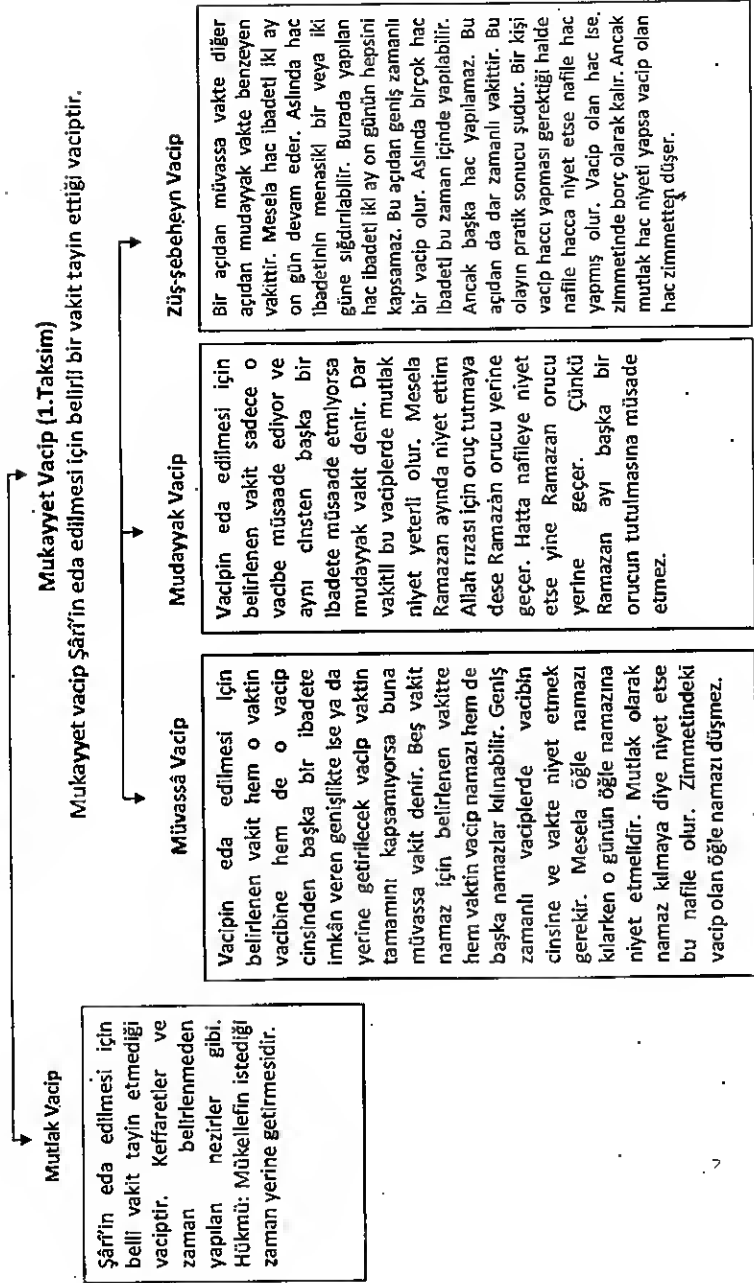 Mutlak Vacip
Şârî'in eda edilmesi için
belli vakit tayin etmediği
vaciptir. Keffaretler ve
zaman belirlenmeden
yapılan nezirler gibi.
Hükmü: Mükellefin istediği
zaman yerine getirmesidir.
Mukayyet Vacip (1.Taksim)
Mukayyet vacip Şârî'in eda edilmesi için belirli bir vakit tayin ettiği vaciptir.
Müvassâ Vacip
Vacipin eda edilmesi için
belirlenen vakit hem o vaktin
vacibine hem de o vacip
cinsinden başka bir ibadete
imkân veren genişlikte ise ya da
yerine getirilecek vacip vaktin
tamamını kapsamıyorsa buna
müvassa vakit denir. Beş vakit
namaz için belirlenen vakitte
hem vaktin vacip namazı hem de
başka namazlar kılınabilir. Geniş
zamanlı vaciplerde vacibin
cinsine ve vakte niyet etmek
gerekir. Mesela öğle namazı
kılarken o günün öğle namazına
niyet etmelidir. Mutlak olarak
namaz kılmaya diye niyet etse
bu nafile olur. Zimmetindeki
vacip olan öğle namazı düşmez.
Mudayyak Vacip
Vacipin eda edilmesi için
belirlenen vakit sadece o
vacibe müsaade ediyor ve
aynı cinsten başka bir
ibadete müsaade etmiyorsa
mudayyak vakit denir. Dar
vakitli bu vaciplerde mutlak
niyet yeterli olur. Mesela
Ramazan ayında niyet ettim
Allah rızası için oruç tutmaya
dese Ramazan orucu yerine
geçer. Hatta nafileye niyet
etse yine Ramazan orucu
yerine geçer. Çünkü
Ramazan ayı başka bir
orucun tutulmasına müsade
etmez.
Züş-şebeheyn Vacip
Bir açıdan müvassa vakte diğer
açıdan mudayyak vakte benzeyen
vakittir. Mesela hac ibadeti iki ay
on gün devam eder. Aslında hac
ibadetinin menasiki bir veya iki
güne sığdırılabilir. Burada yapılan
hac ibadeti iki ay on günün hepsini
kapsamaz. Bu açıdan geniş zamanlı
bir vacip olur. Aslında birçok hac
ibadeti bu zaman içinde yapılabilir.
Ancak başka hac yapılamaz. Bu
açıdan da dar zamanlı vakittir. Bu
olayın pratik sonucu şudur. Bir kişi
vacip haccı yapması gerektiği halde
nafile hacca niyet etse nafile hac
yapmış olur. Vacip olan hac ise,
zimmetinde borç olarak kalır. Ancak
mutlak hac niyeti yapsa vacip olan
hac zimmetten düşer.